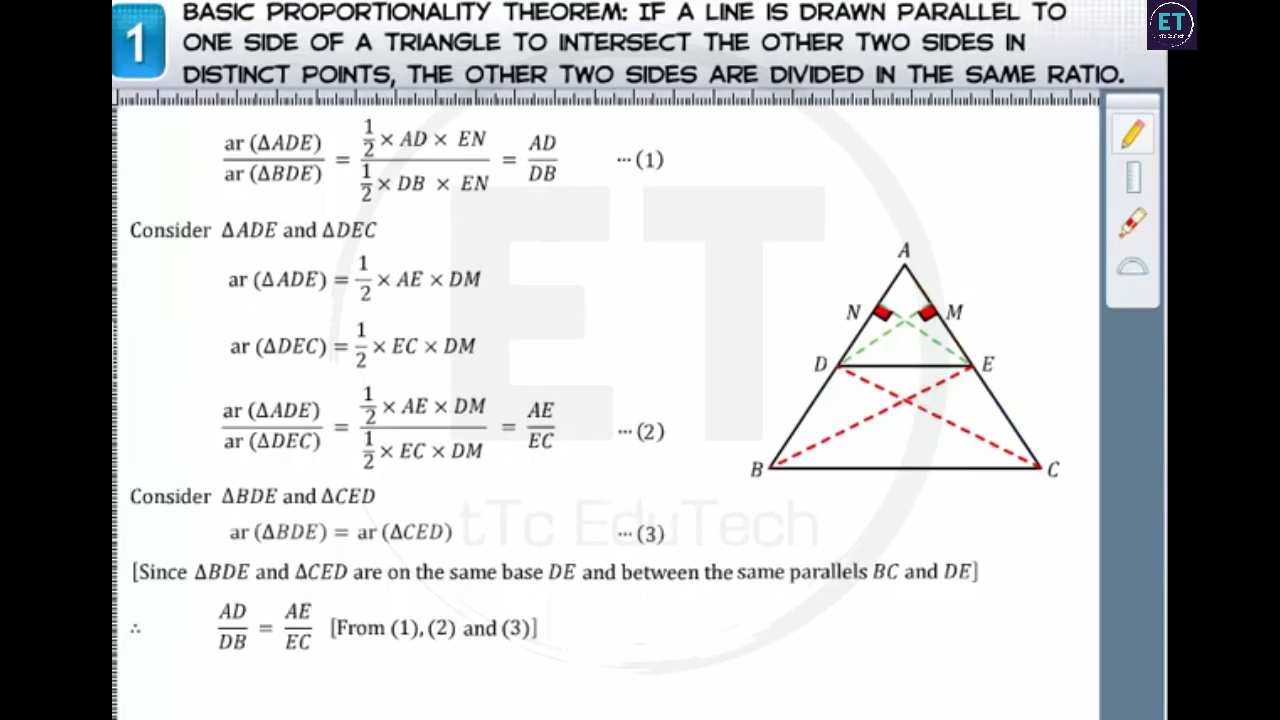 1
BASIC PROPORTIONALITY THEOREM: IF A LINE IS DRAWN PARALLEL TO
ONE SIDE OF A TRIANGLE TO INTERSECT THE OTHER TWO SIDES IN
DISTINCT POINTS, THE OTHER TWO SIDES ARE DIVIDED IN THE SAME RATIO.
ET
ar (ΔADE) / ar (ΔBDE) = (1/2 × AD × EN) / (1/2 × DB × EN) = AD/DB ⋯ (1)
Consider ΔADE and ΔDEC
ar (ΔADE) = 1/2 × AE × DM
ar (ΔDEC) = 1/2 × EC × DM
ar (ΔADE) / ar (ΔDEC) = (1/2 × AE × DM) / (1/2 × EC × DM) = AE/EC ⋯ (2)
Consider ΔBDE and ΔCED
ar (ΔBDE) = ar (ΔCED) ⋯ (3)
[Since ΔBDE and ΔCED are on the same base DE and between the same parallels BC and DE]
∴ AD/DB = AE/EC [From (1), (2) and (3)]
A
N M
D E
B C
ET
tTc EduTech